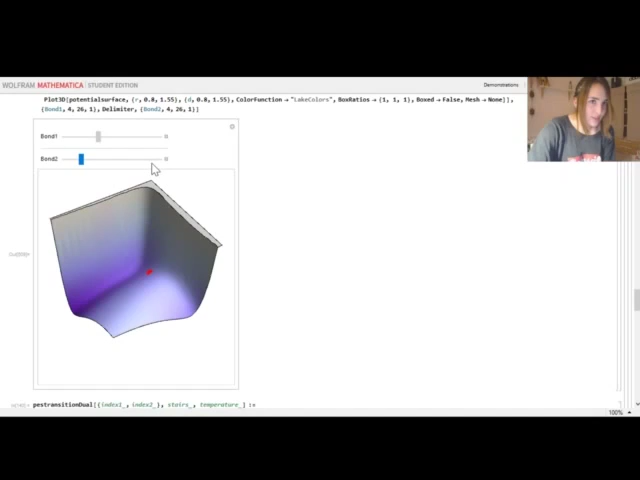 WOLFRAM MATHEMATICA | STUDENT EDITION
Demonstrations
Plot3D[potentialsurface, {r, 0.8, 1.55}, {d, 0.8, 1.55}, ColorFunction → "LakeColors", BoxRatios → {1, 1, 1}, Boxed → False, Mesh → None]],
{Bond1, 4, 26, 1}, Delimiter, {Bond2, 4, 26, 1}]
Bond1
Bond2
pestransitionDual[{index1_, index2_}, stairs_, temperature_] :=
100%